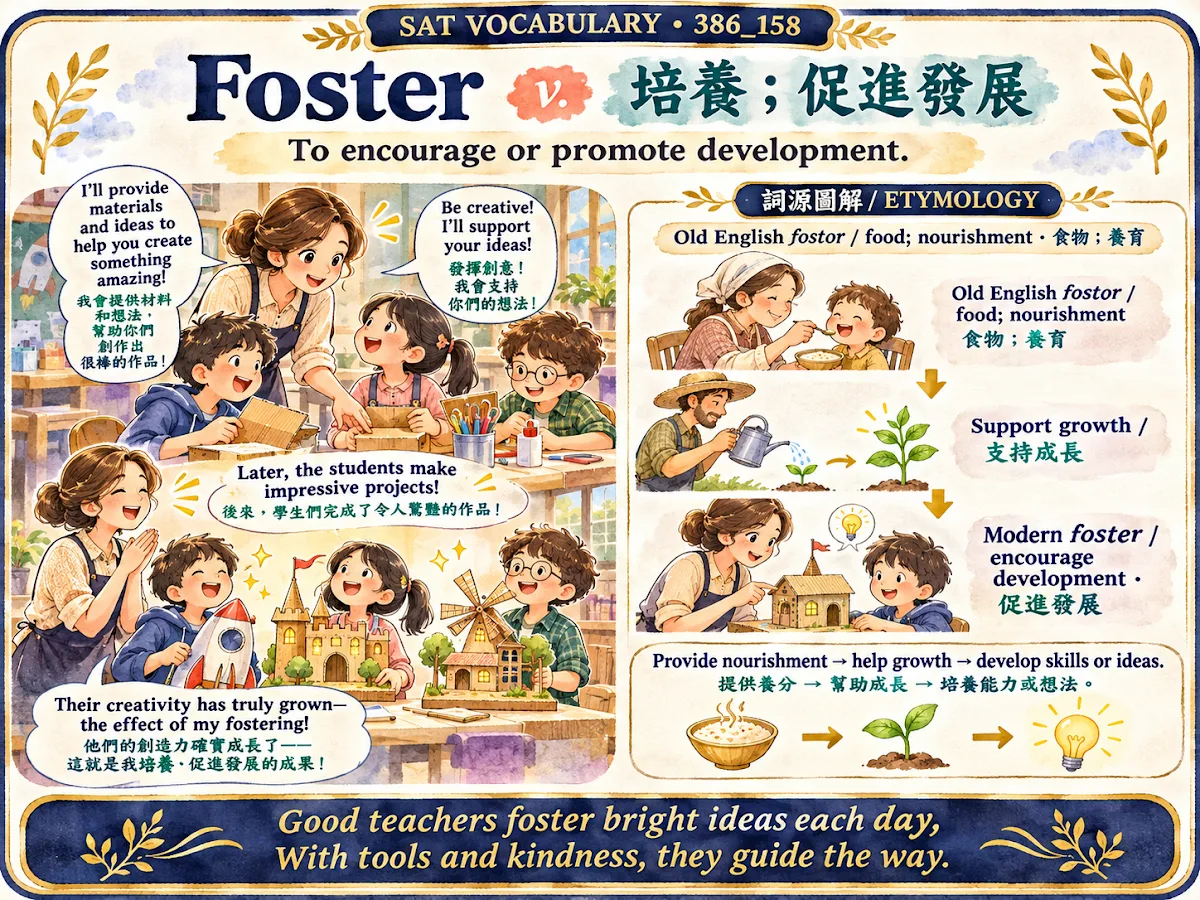 SAT VOCABULARY • 386_158
Foster v. 培養；促進發展
To encourage or promote development.
I'll provide
materials
and ideas to
help you create
something
amazing!
我會提供材料
和想法，
幫助你們
創作出
很棒的作品！
Be creative!
I'll support
your ideas!
發揮創意！
我會支持
你們的想法！
Later, the students make
impressive projects!
後來，學生們完成了令人驚豔的作品！
Their creativity has truly grown—
the effect of my fostering!
他們的創造力確實成長了——
這就是我培養、促進發展的成果！
詞源圖解 / ETYMOLOGY
Old English fostor / food; nourishment · 食物；養育
Old English fostor /
food; nourishment
食物；養育
Support growth /
支持成長
Modern foster /
encourage
development ·
促進發展
Provide nourishment → help growth → develop skills or ideas.
提供養分 → 幫助成長 → 培養能力或想法。
Good teachers foster bright ideas each day,
With tools and kindness, they guide the way.